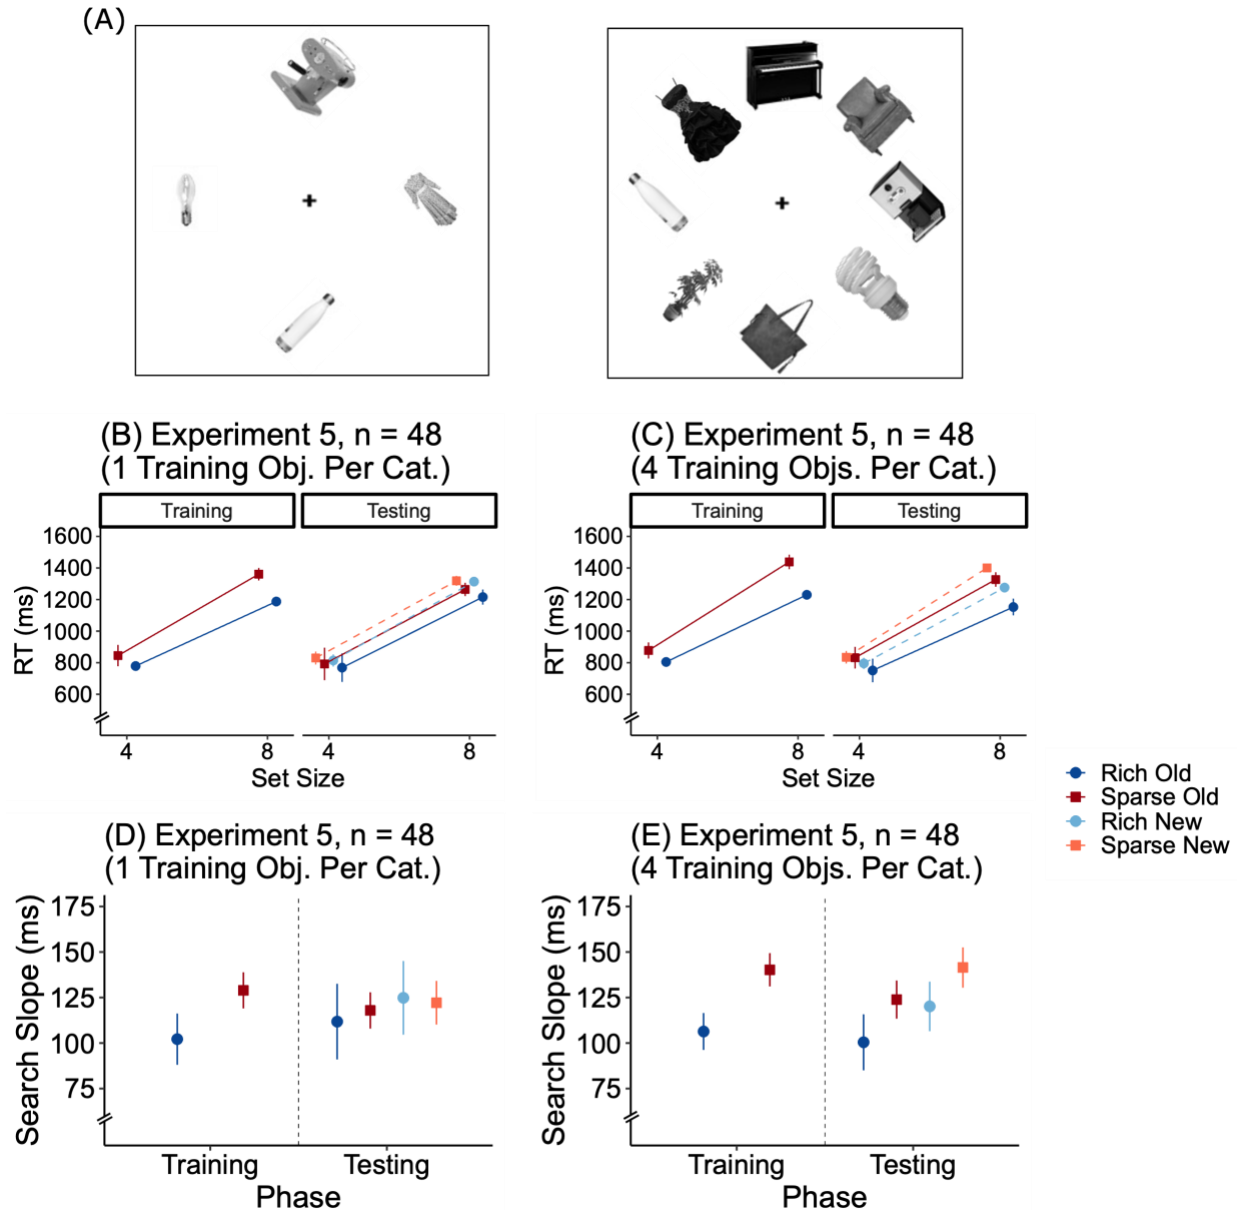 (A)
(B) Experiment 5, n = 48
(1 Training Obj. Per Cat.)
Training
Testing
RT (ms)
1600
1400
1200
1000
800
600
4
8
4
8
Set Size
(C) Experiment 5, n = 48
(4 Training Objs. Per Cat.)
Training
Testing
RT (ms)
1600
1400
1200
1000
800
600
4
8
4
8
Set Size
Rich Old
Sparse Old
Rich New
Sparse New
(D) Experiment 5, n = 48
(1 Training Obj. Per Cat.)
Search Slope (ms)
175
150
125
100
75
Training
Testing
Phase
(E) Experiment 5, n = 48
(4 Training Objs. Per Cat.)
Search Slope (ms)
175
150
125
100
75
Training
Testing
Phase